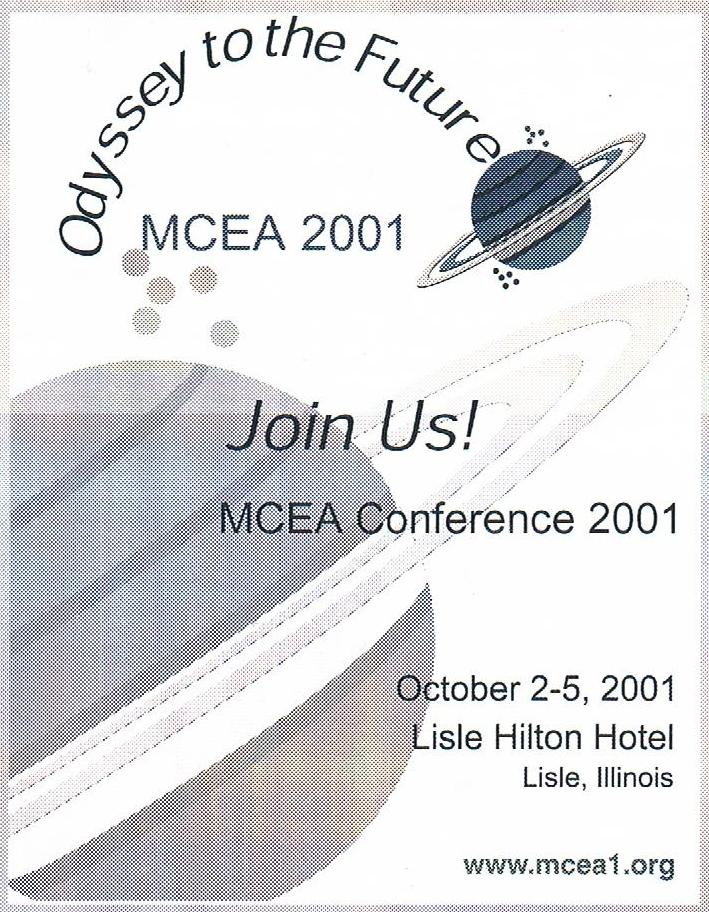 Odyssey to the Future
MCEA 2001
Join Us!
MCEA Conference 2001
October 2-5, 2001
Lisle Hilton Hotel
Lisle, Illinois
www.mcea1.org